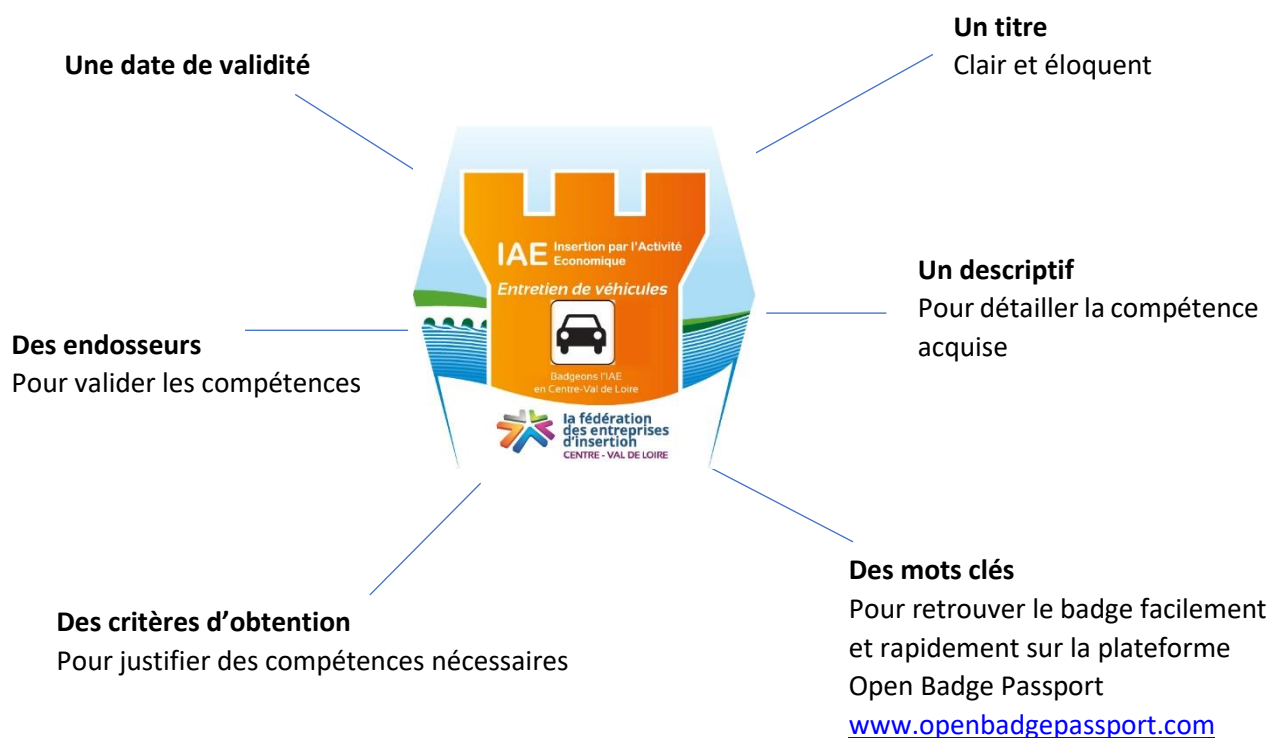 Un titre
Clair et éloquent
Une date de validité
IAE Insertion par l'Activité
Economique
Entretien de véhicules
Badgeons l'IAE
en Centre-Val de Loire
la fédération
des entreprises
d'insertion
CENTRE - VAL DE LOIRE
Un descriptif
Pour détailler la compétence
acquise
Des endosseurs
Pour valider les compétences
Des mots clés
Pour retrouver le badge facilement
et rapidement sur la plateforme
Open Badge Passport
www.openbadgepassport.com
Des critères d’obtention
Pour justifier des compétences nécessaires